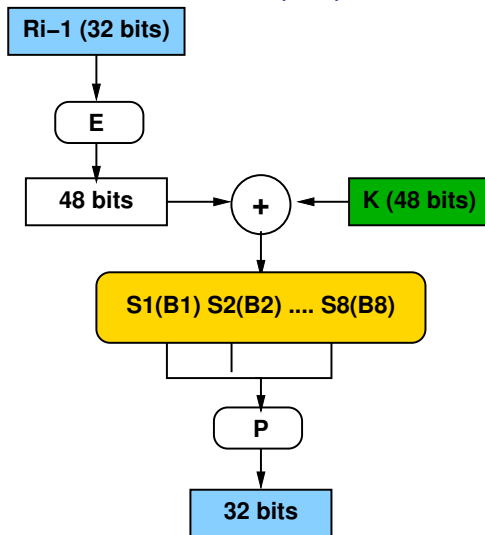 Ri−1 (32 bits)
E
48 bits
+
K (48 bits)
S1(B1) S2(B2) .... S8(B8)
P
32 bits